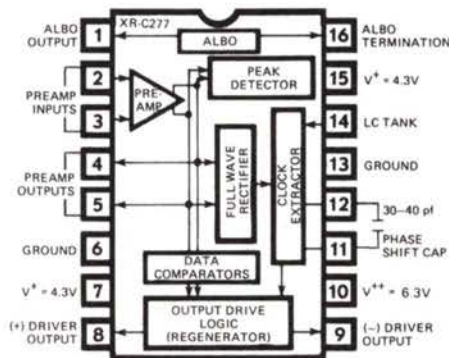 XR-C277
ALBO
OUTPUT
1
ALBO
16
ALBO
TERMINATION
2
PREAMP
INPUTS
3
PRE-
AMP
PEAK
DETECTOR
15
V+ = 4.3V
14
LC TANK
4
PREAMP
OUTPUTS
5
FULL WAVE
RECTIFIER
CLOCK
EXTRACTOR
13
GROUND
12
30–40 pf
11
PHASE
SHIFT CAP
GROUND
6
DATA
COMPARATORS
V+ = 4.3V
7
10
V++ = 6.3V
(+) DRIVER
OUTPUT
8
OUTPUT DRIVE
LOGIC
(REGENERATOR)
9
(−) DRIVER
OUTPUT